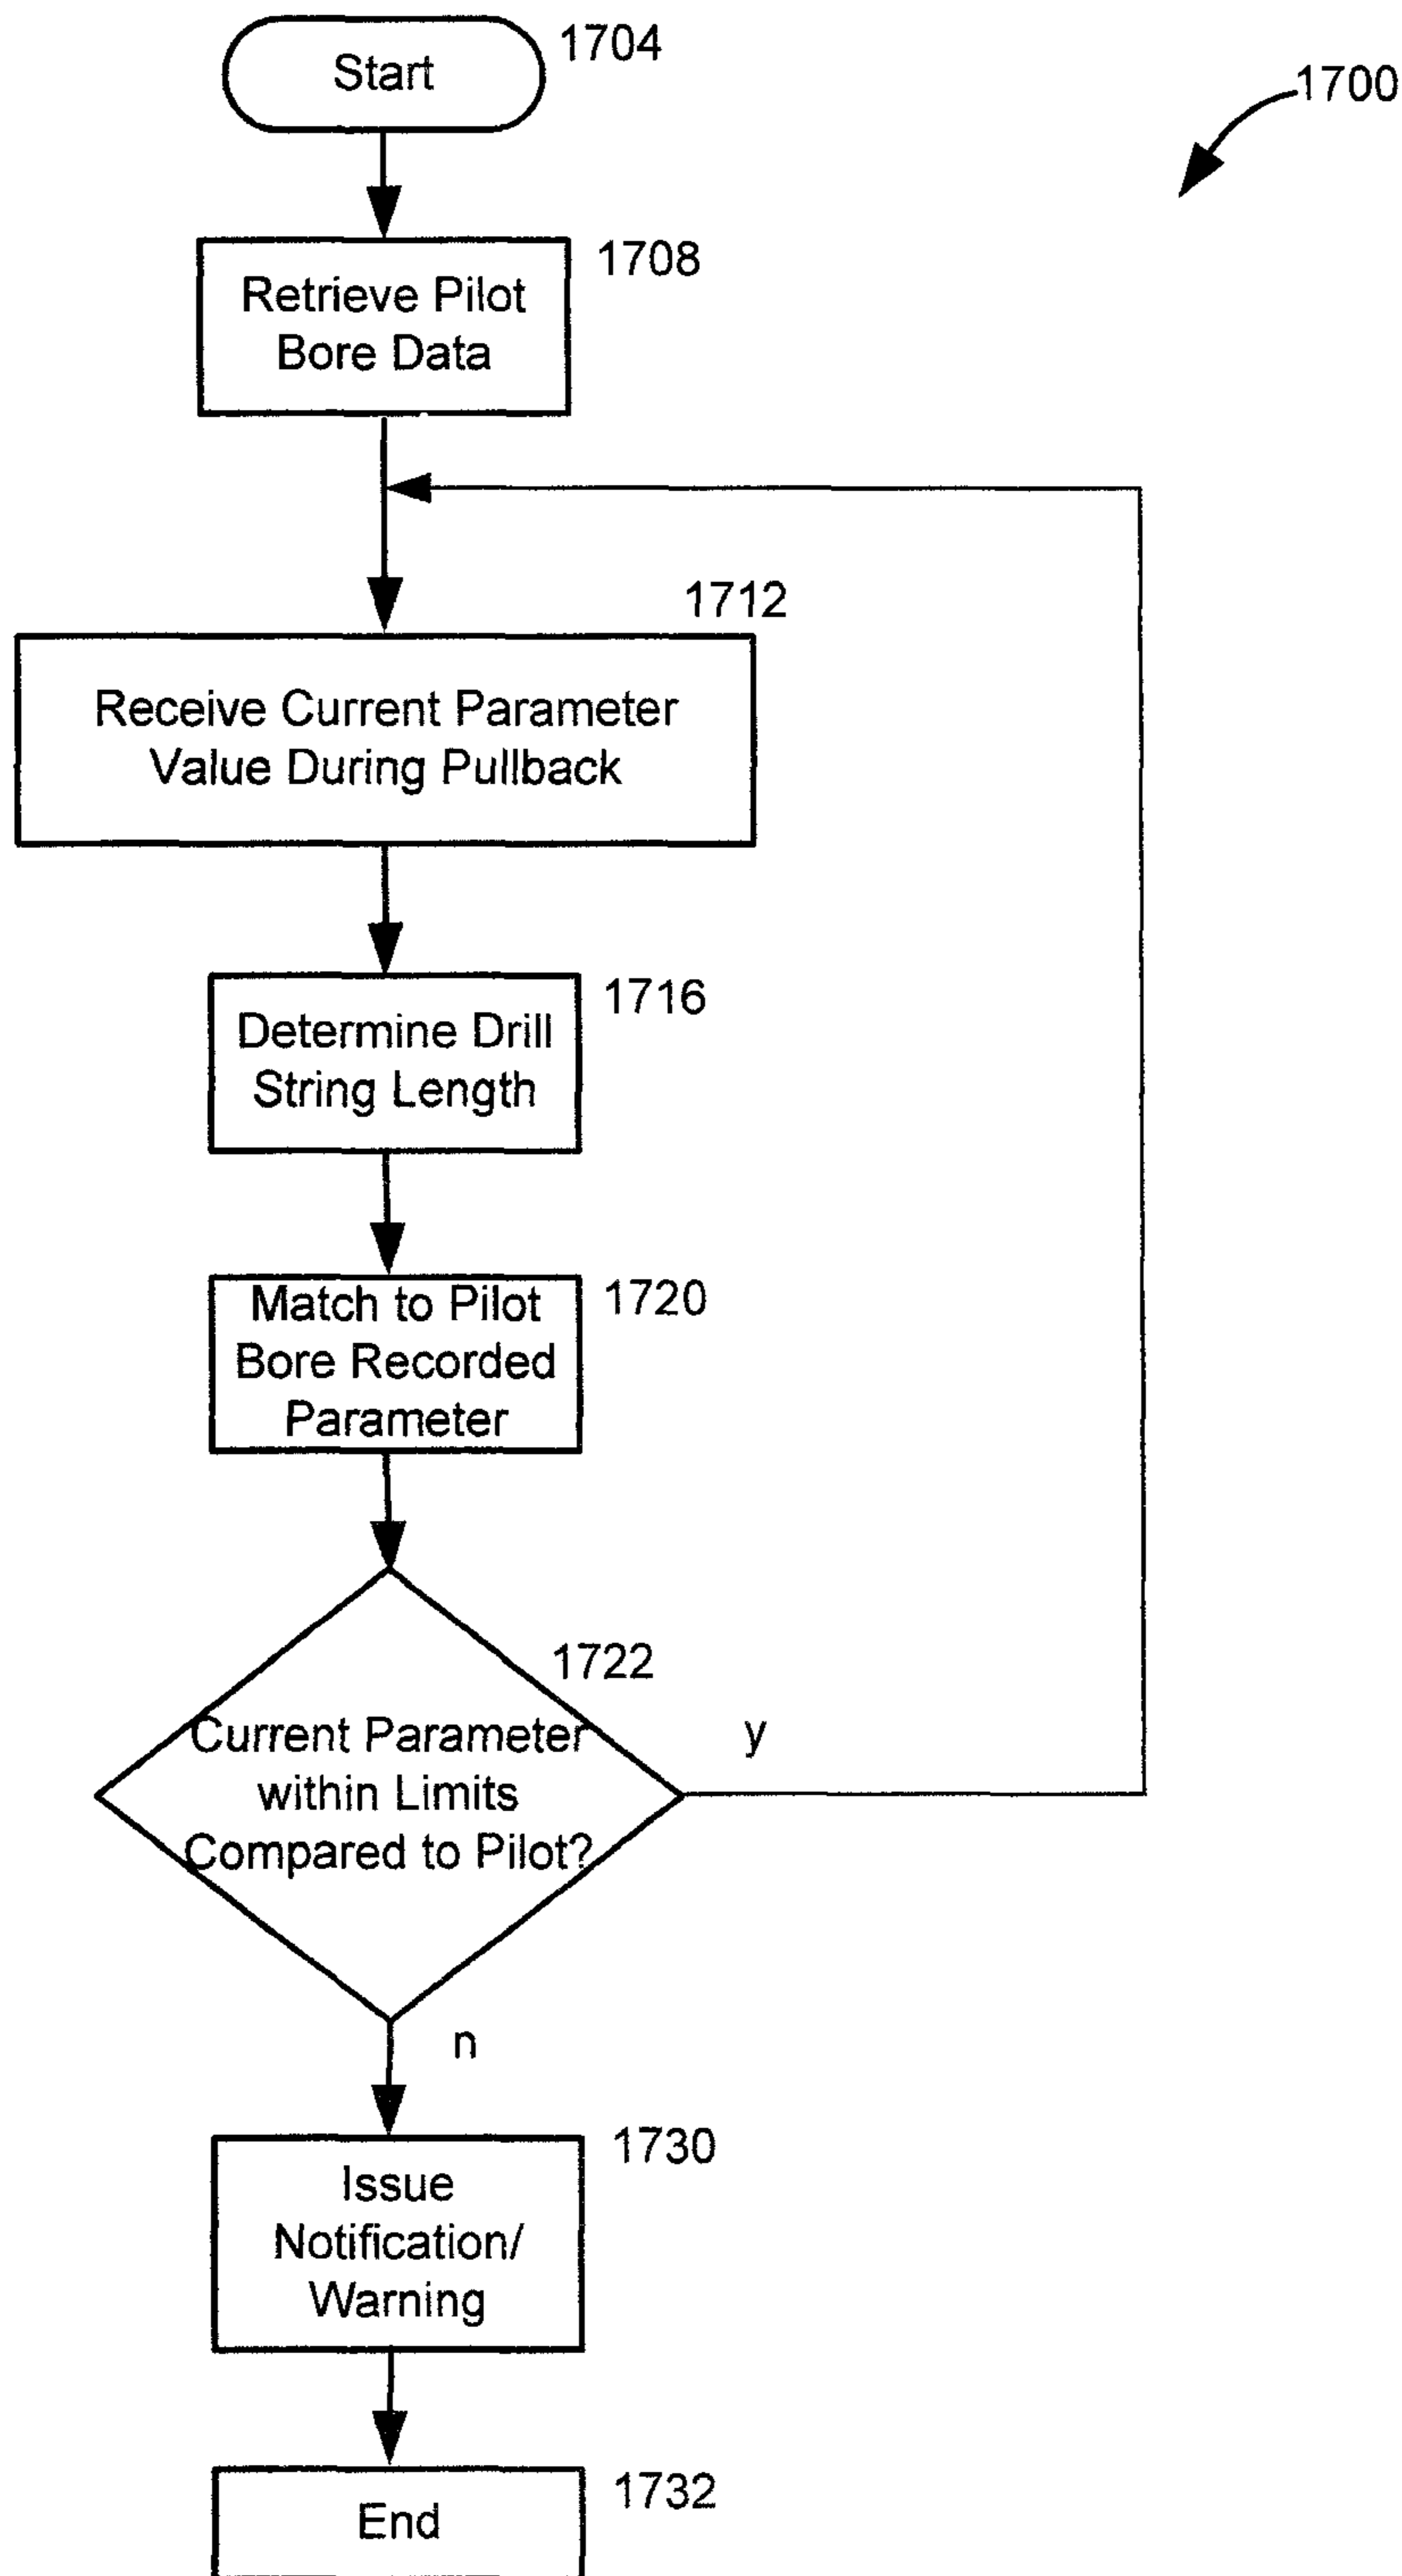 Start
1704
1700
Retrieve Pilot
Bore Data
1708
1712
Receive Current Parameter
Value During Pullback
1716
Determine Drill
String Length
1720
Match to Pilot
Bore Recorded
Parameter
1722
Current Parameter
within Limits
Compared to Pilot?
y
n
1730
Issue
Notification/
Warning
1732
End